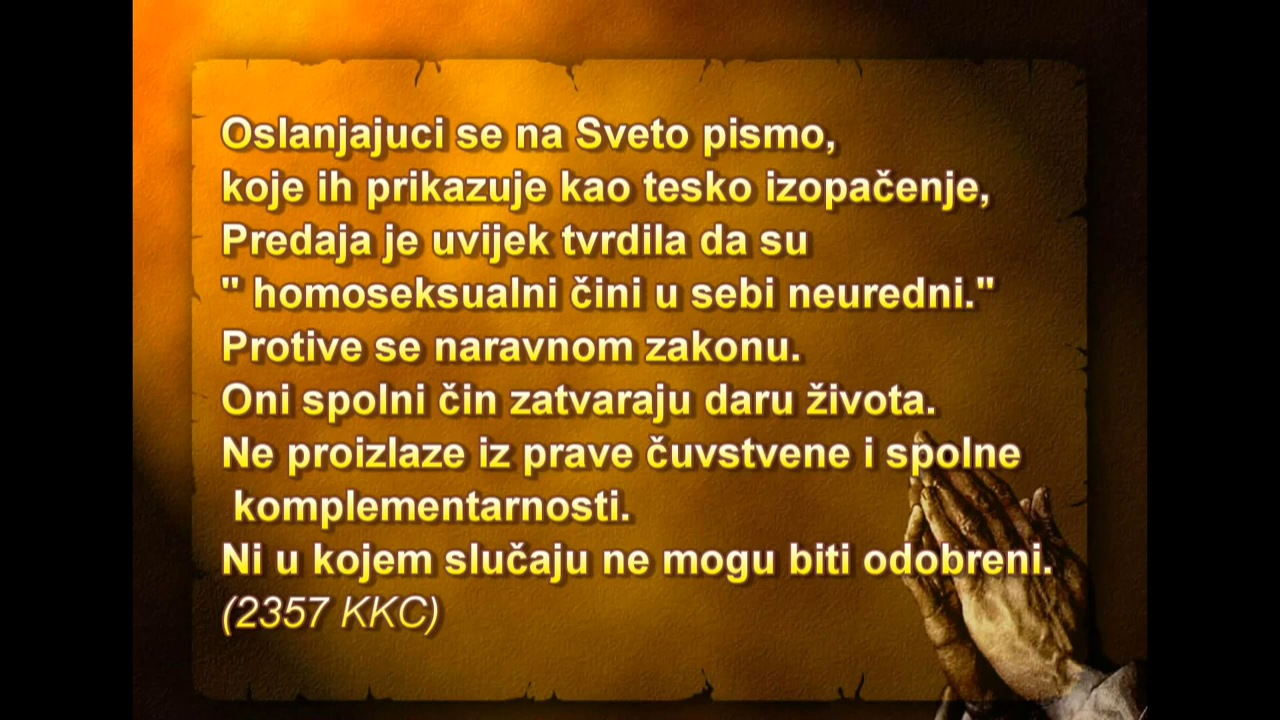 Oslanjajuci se na Sveto pismo,
koje ih prikazuje kao tesko izopačenje,
Predaja je uvijek tvrdila da su
" homoseksualni čini u sebi neuredni."
Protive se naravnom zakonu.
Oni spolni čin zatvaraju daru života.
Ne proizlaze iz prave čuvstvene i spolne
komplementarnosti.
Ni u kojem slučaju ne mogu biti odobreni.
(2357 KKC)